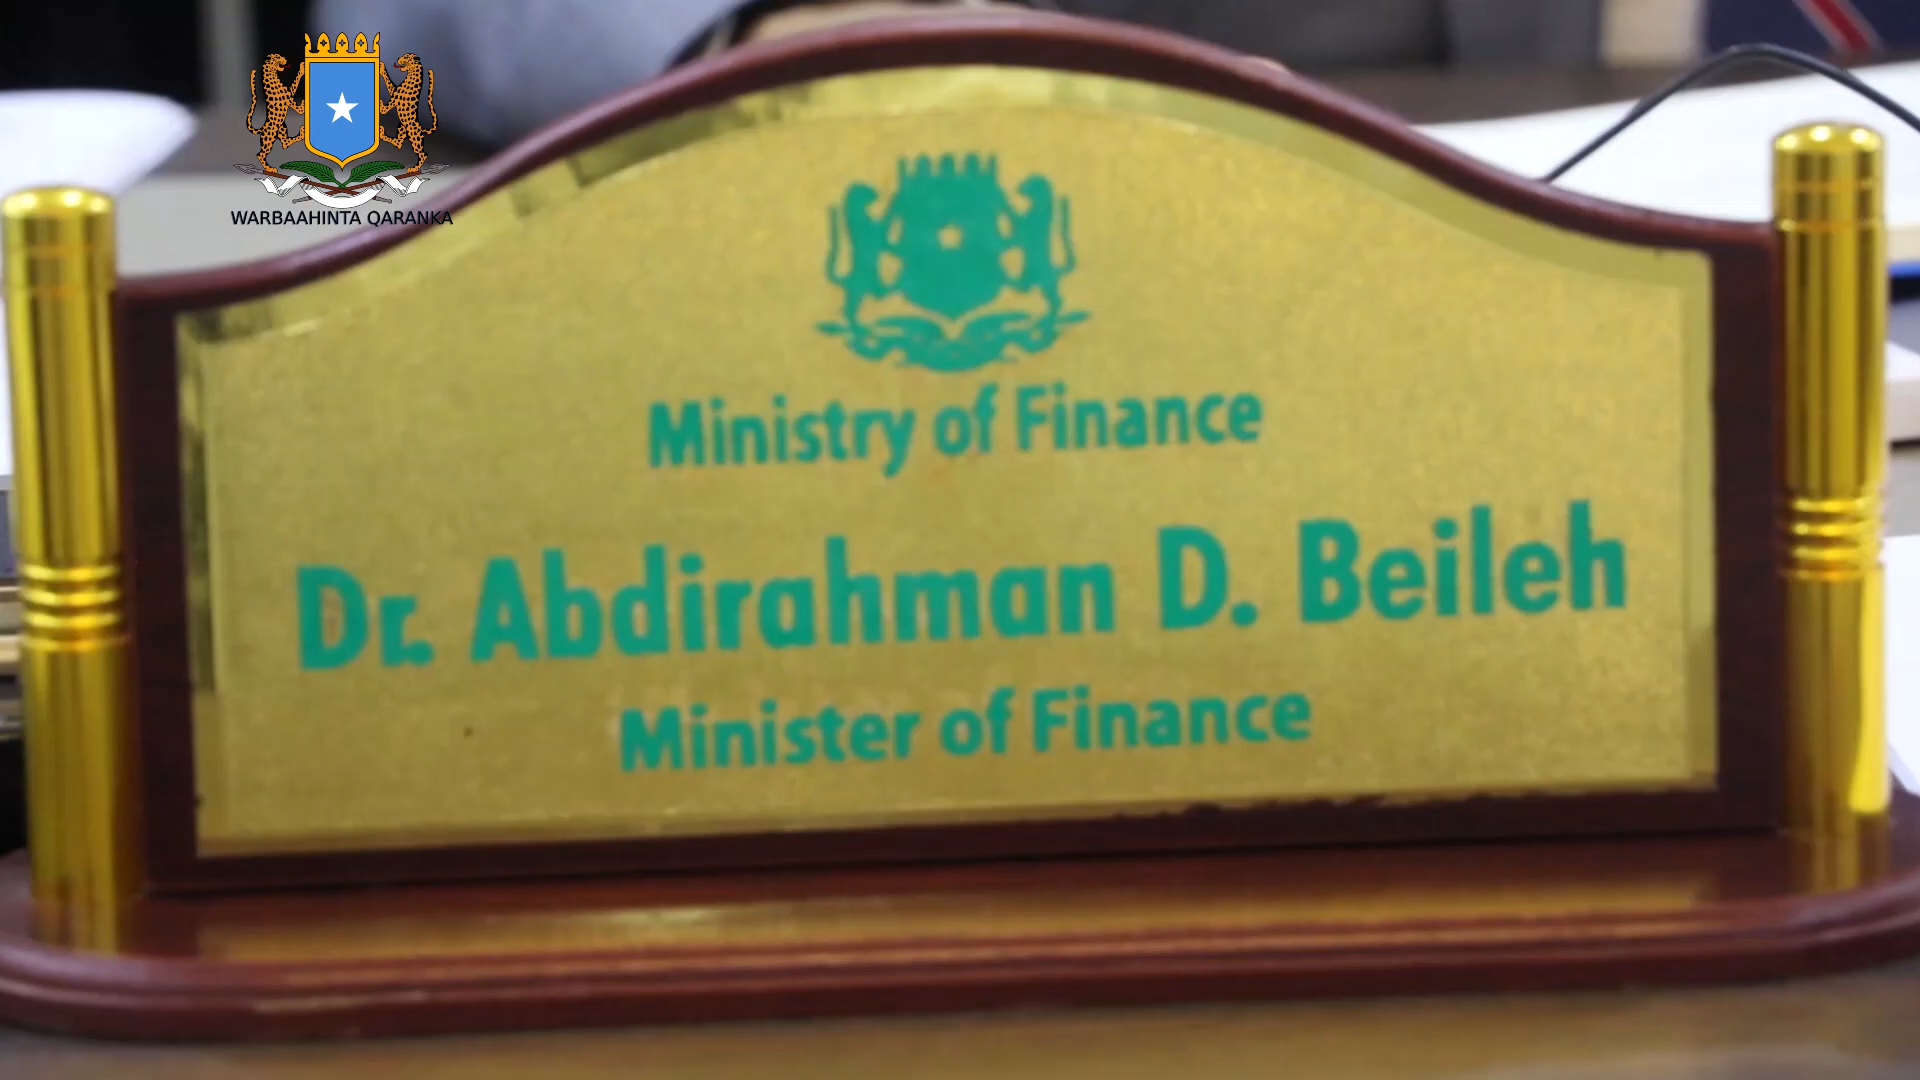 WARBAAHINTA QARANKA
Ministry of Finance
Dr. Abdirahman D. Beileh
Minister of Finance